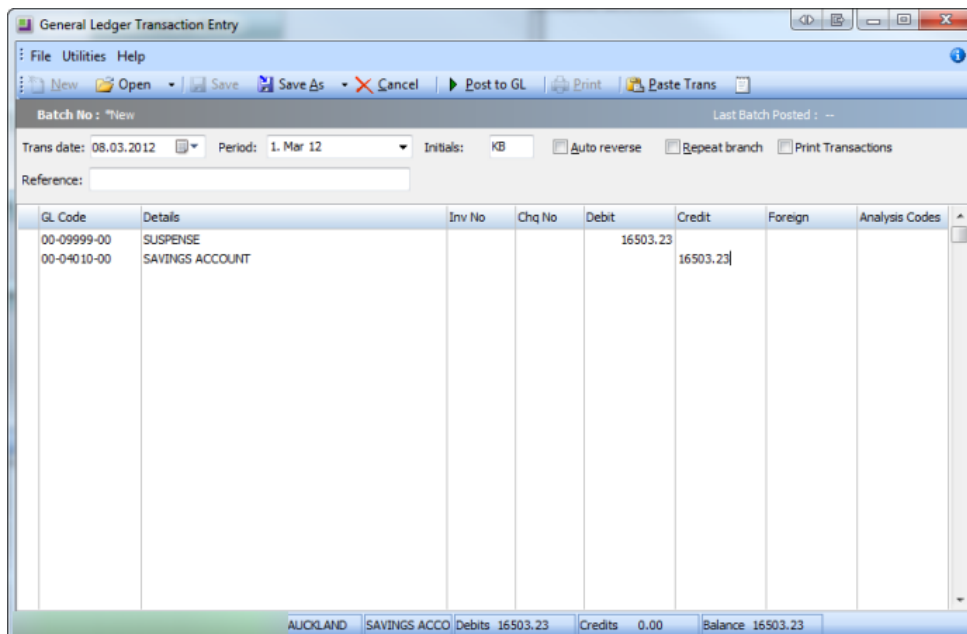 General Ledger Transaction Entry
File Utilities Help
New Open Save Save As Cancel Post to GL Print Paste Trans
Batch No : *New Last Batch Posted : --
Trans date: 08.03.2012 Period: 1. Mar 12 Initials: KB Auto reverse Repeat branch Print Transactions
Reference:
GL Code Details Inv No Chq No Debit Credit Foreign Analysis Codes
00-09999-00 SUSPENSE 16503.23
00-04010-00 SAVINGS ACCOUNT 16503.23
AUCKLAND SAVINGS ACCO Debits 16503.23 Credits 0.00 Balance 16503.23